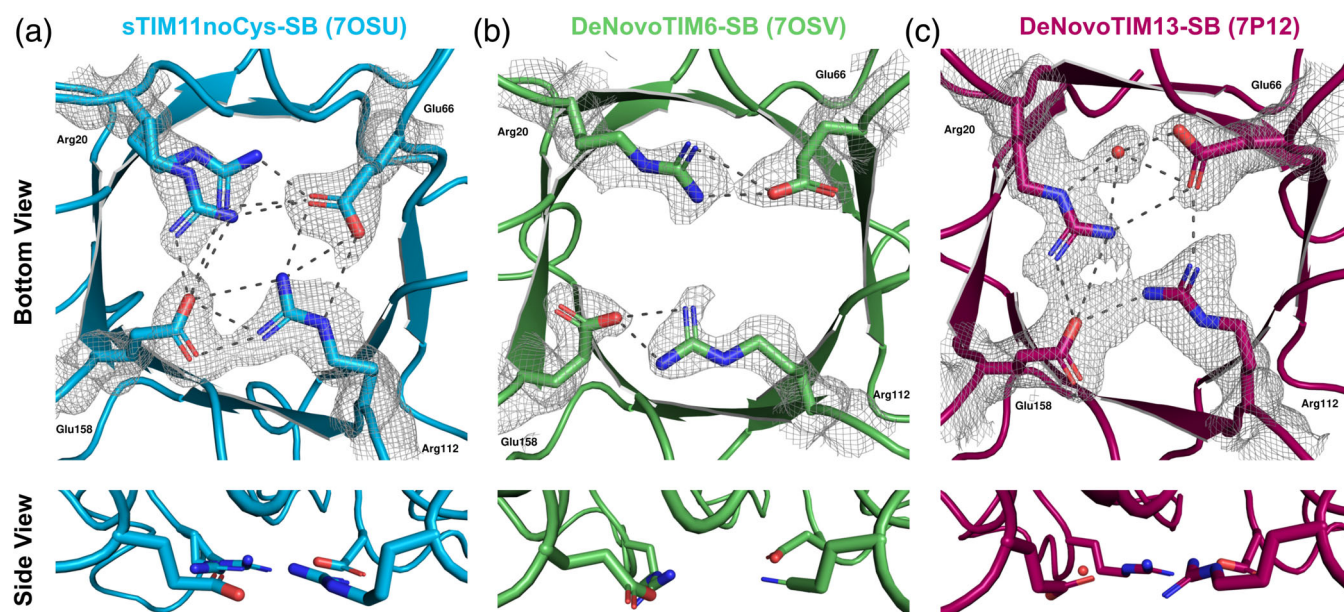 (a) sTIM11noCys-SB (7OSU)
(b) DeNovoTIM6-SB (7OSV)
(c) DeNovoTIM13-SB (7P12)
Bottom View
Arg20
Glu66
Glu158
Arg112
Arg20
Glu66
Glu158
Arg112
Arg20
Glu66
Glu158
Arg112
Side View